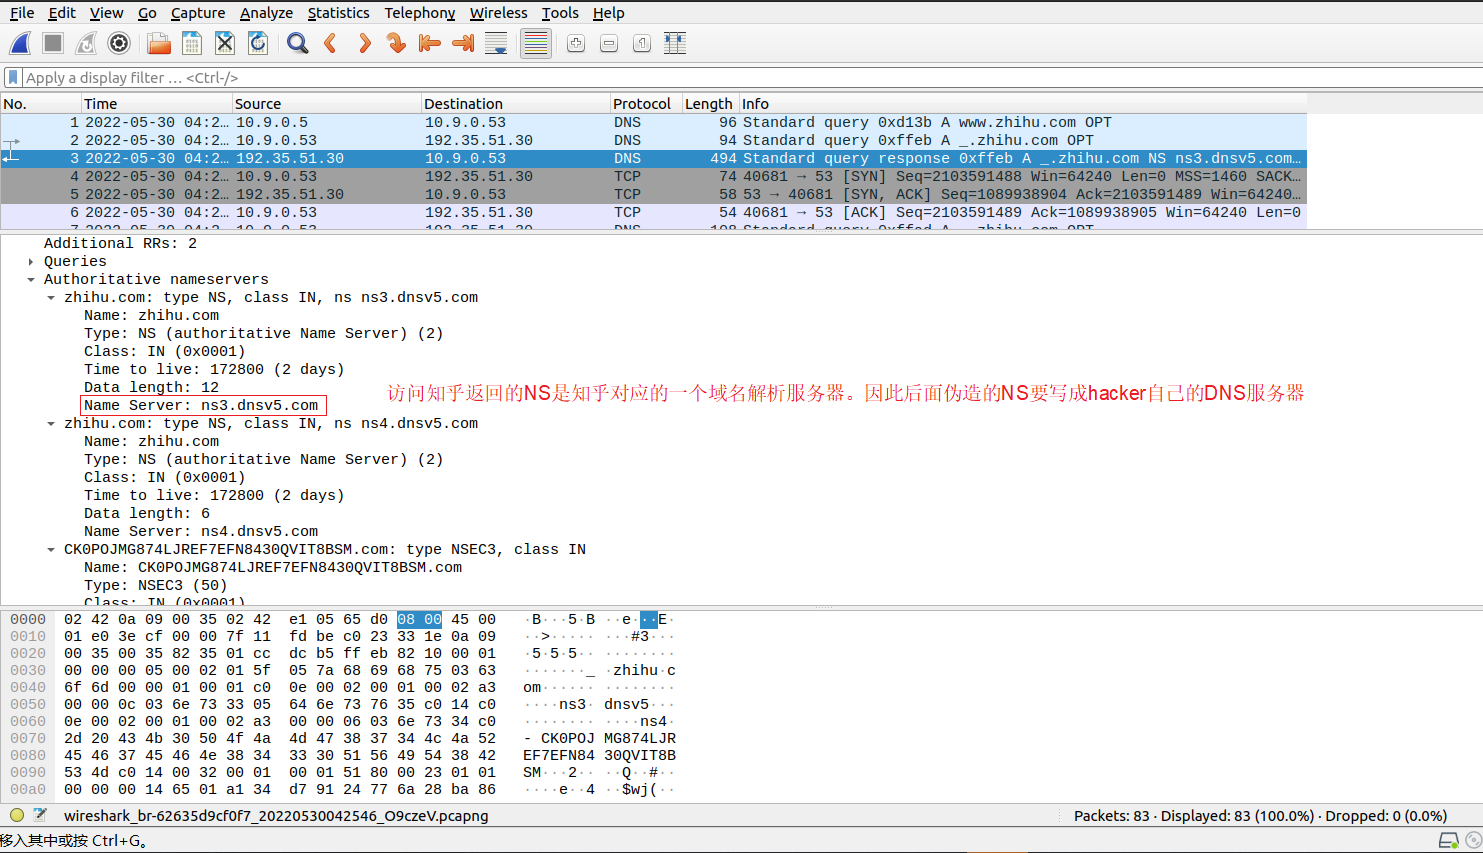 File Edit View Go Capture Analyze Statistics Telephony Wireless Tools Help
Apply a display filter … <Ctrl-/>
No. Time Source Destination Protocol Length Info
1 2022-05-30 04:2… 10.9.0.5 10.9.0.53 DNS 96 Standard query 0xd13b A www.zhihu.com OPT
2 2022-05-30 04:2… 10.9.0.53 192.35.51.30 DNS 94 Standard query 0xffeb A _.zhihu.com OPT
3 2022-05-30 04:2… 192.35.51.30 10.9.0.53 DNS 494 Standard query response 0xffeb A _.zhihu.com NS ns3.dnsv5.com…
4 2022-05-30 04:2… 10.9.0.53 192.35.51.30 TCP 74 40681 → 53 [SYN] Seq=2103591488 Win=64240 Len=0 MSS=1460 SACK…
5 2022-05-30 04:2… 192.35.51.30 10.9.0.53 TCP 58 53 → 40681 [SYN, ACK] Seq=1089938904 Ack=2103591489 Win=64240…
6 2022-05-30 04:2… 10.9.0.53 192.35.51.30 TCP 54 40681 → 53 [ACK] Seq=2103591489 Ack=1089938905 Win=64240 Len=0
Additional RRs: 2
Queries
Authoritative nameservers
zhihu.com: type NS, class IN, ns ns3.dnsv5.com
Name: zhihu.com
Type: NS (authoritative Name Server) (2)
Class: IN (0x0001)
Time to live: 172800 (2 days)
Data length: 12
Name Server: ns3.dnsv5.com
访问知乎返回的NS是知乎对应的一个域名解析服务器。因此后面伪造的NS要写成hacker自己的DNS服务器
zhihu.com: type NS, class IN, ns ns4.dnsv5.com
Name: zhihu.com
Type: NS (authoritative Name Server) (2)
Class: IN (0x0001)
Time to live: 172800 (2 days)
Data length: 6
Name Server: ns4.dnsv5.com
CK0POJMG874LJREF7EFN8430QVIT8BSM.com: type NSEC3, class IN
Name: CK0POJMG874LJREF7EFN8430QVIT8BSM.com
Type: NSEC3 (50)
Class: IN (0x0001)
0000 02 42 0a 09 00 35 02 42 e1 05 65 d0 08 00 45 00 ·B···5·B ··e···E·
0010 01 e0 3e cf 00 00 7f 11 fd be c0 23 33 1e 0a 09 ··>····· ···#3···
0020 00 35 00 35 82 35 01 cc dc b5 ff eb 82 10 00 01 ·5·5·5·· ········
0030 00 00 00 05 00 02 01 5f 05 7a 68 69 68 75 03 63 ·······_ ·zhihu·c
0040 6f 6d 00 00 01 00 01 c0 0e 00 02 00 01 00 02 a3 om······ ········
0050 00 00 0c 03 6e 73 33 05 64 6e 73 76 35 c0 14 c0 ····ns3· dnsv5···
0060 0e 00 02 00 01 00 02 a3 00 00 06 03 6e 73 34 c0 ········ ····ns4·
0070 2d 20 43 4b 30 50 4f 4a 4d 47 38 37 34 4c 4a 52 - CK0POJ MG874LJR
0080 45 46 37 45 46 4e 38 34 33 30 51 56 49 54 38 42 EF7EFN84 30QVIT8B
0090 53 4d c0 14 00 32 00 01 00 01 51 80 00 23 01 01 SM···2·· ··Q··#··
00a0 00 00 00 14 65 01 a1 34 d7 91 24 77 6a 28 ba 86 ····e··4 ··$wj(··
wireshark_br-62635d9cf0f7_20220530042546_O9czeV.pcapng Packets: 83 · Displayed: 83 (100.0%) · Dropped: 0 (0.0%)
移入其中或按 Ctrl+G。